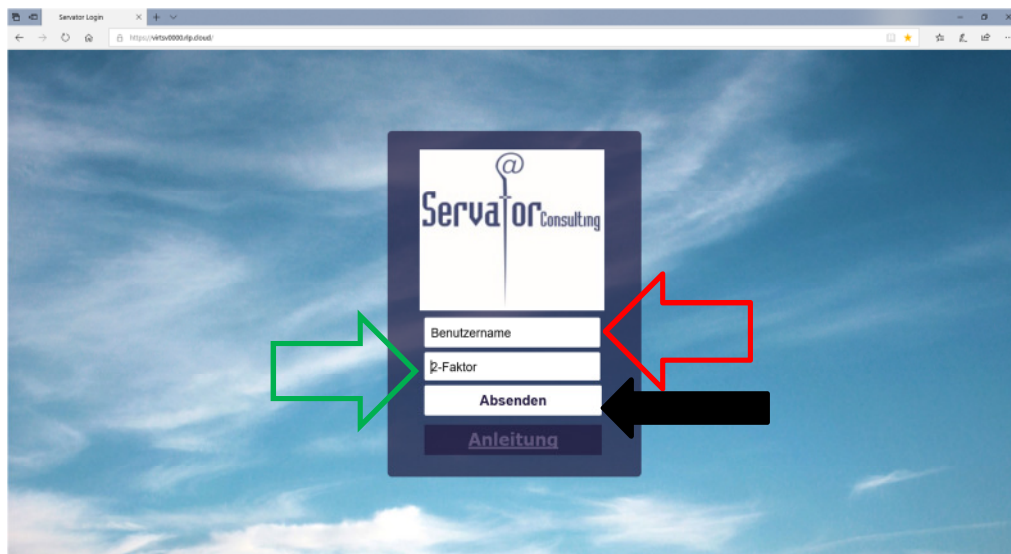 Servator Login
https://virtsv0000.rlp.cloud/
@
Servator Consulting
Benutzername
2-Faktor
Absenden
Anleitung